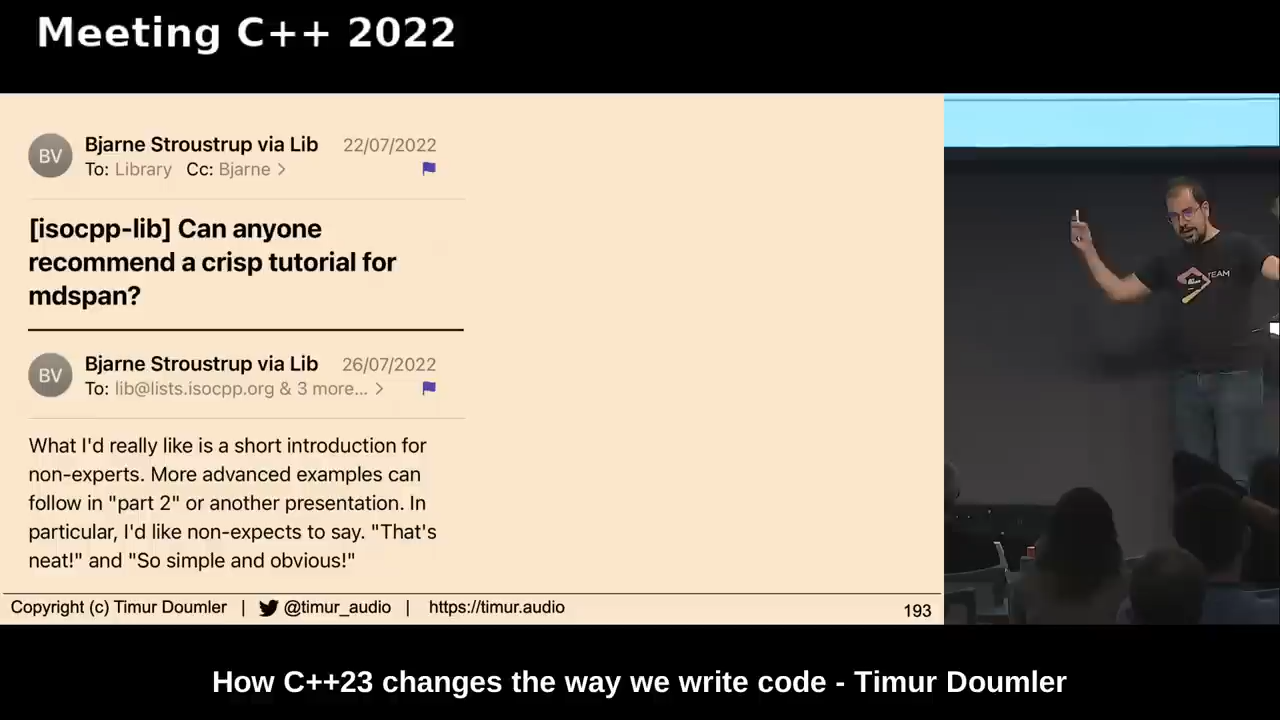 Meeting C++ 2022
BV
Bjarne Stroustrup via Lib 22/07/2022
To: Library Cc: Bjarne >
[isocpp-lib] Can anyone
recommend a crisp tutorial for
mdspan?
BV
Bjarne Stroustrup via Lib 26/07/2022
To: lib@lists.isocpp.org & 3 more... >
What I'd really like is a short introduction for
non-experts. More advanced examples can
follow in "part 2" or another presentation. In
particular, I'd like non-expects to say. "That's
neat!" and "So simple and obvious!"
Copyright (c) Timur Doumler | @timur_audio | https://timur.audio 193
TEAM
How C++23 changes the way we write code - Timur Doumler